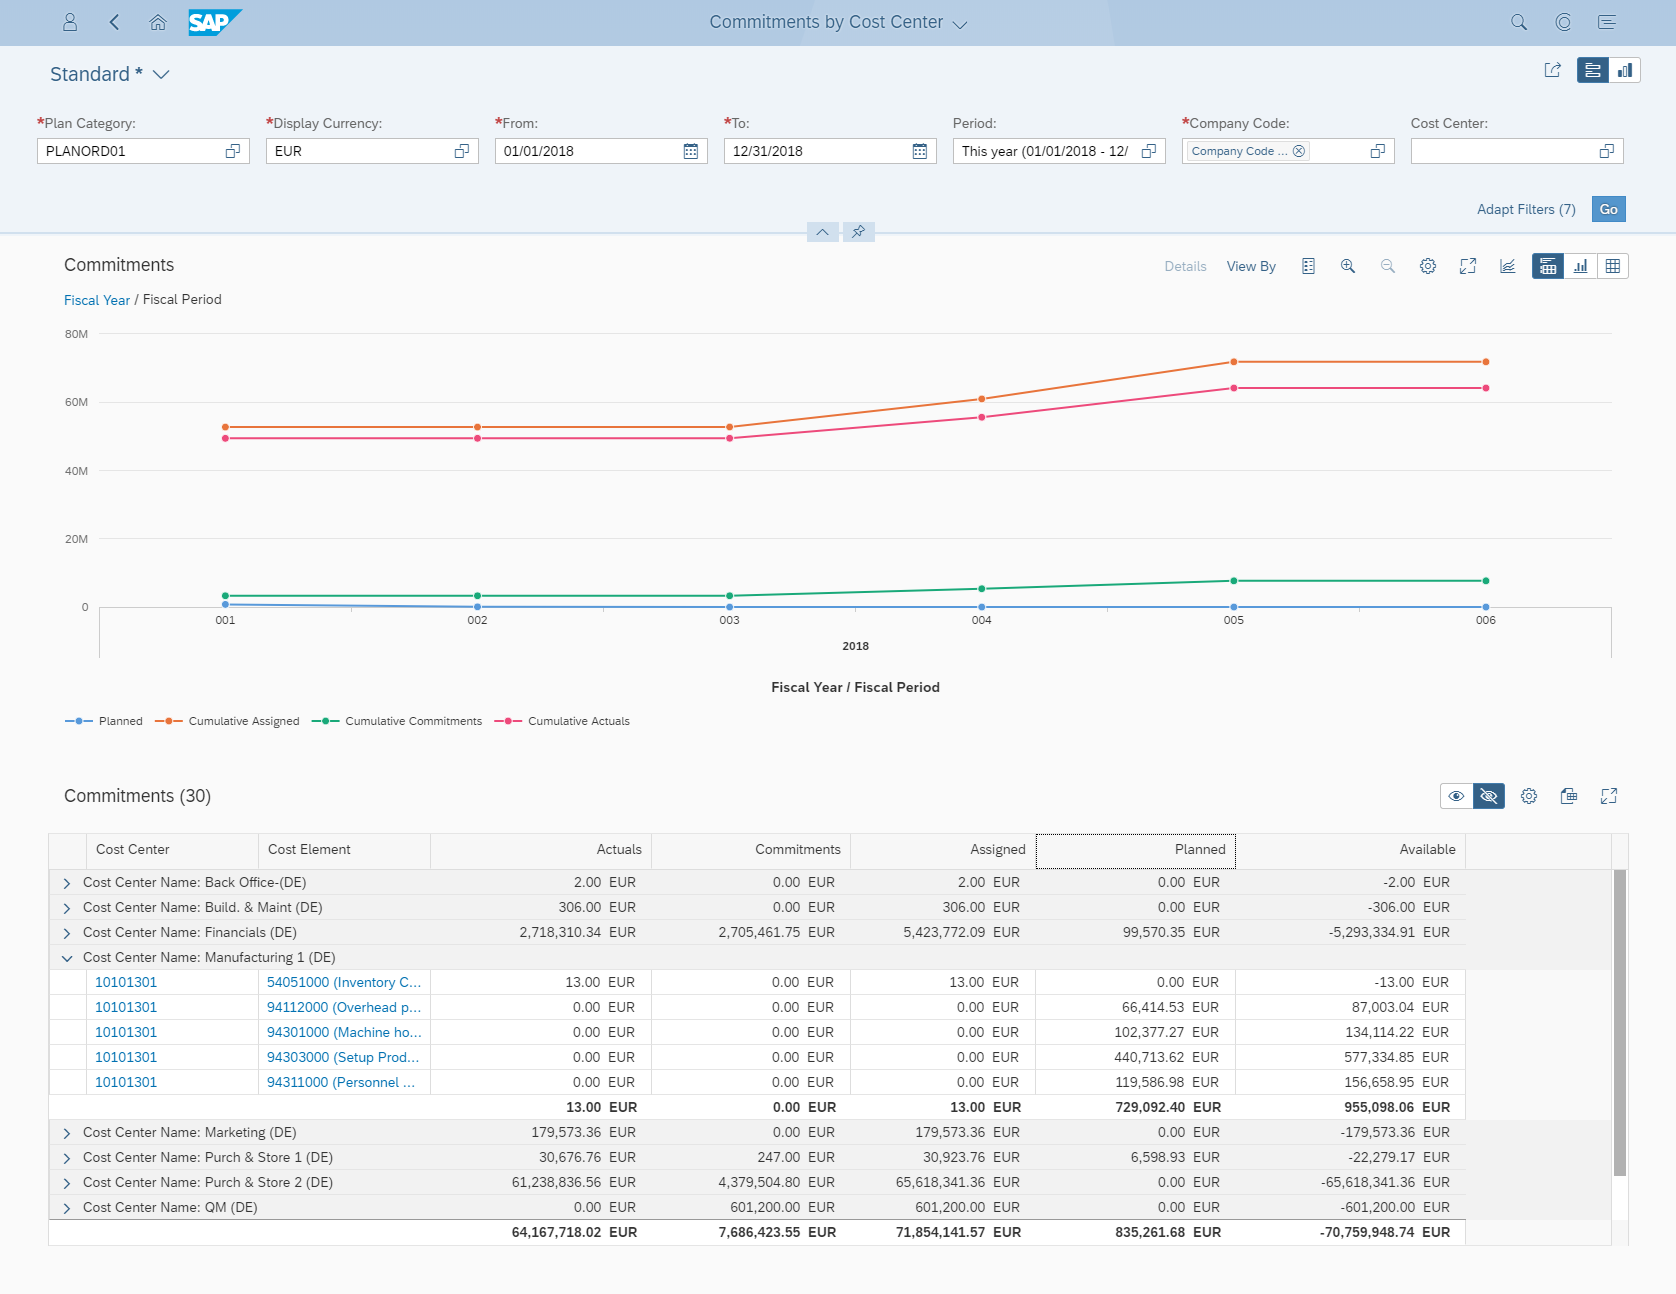 SAP
Commitments by Cost Center
Standard *
*Plan Category: *Display Currency: *From: *To: Period: *Company Code: Cost Center:
PLANORD01 EUR 01/01/2018 12/31/2018 This year (01/01/2018 - 12/ Company Code ...
Adapt Filters (7) Go
Commitments
Details View By
Fiscal Year / Fiscal Period
80M
60M
40M
20M
0
001 002 003 004 005 006
2018
Fiscal Year / Fiscal Period
Planned Cumulative Assigned Cumulative Commitments Cumulative Actuals
Commitments (30)
Cost Center Cost Element Actuals Commitments Assigned Planned Available
Cost Center Name: Back Office-(DE) 2.00 EUR 0.00 EUR 2.00 EUR 0.00 EUR -2.00 EUR
Cost Center Name: Build. & Maint (DE) 306.00 EUR 0.00 EUR 306.00 EUR 0.00 EUR -306.00 EUR
Cost Center Name: Financials (DE) 2,718,310.34 EUR 2,705,461.75 EUR 5,423,772.09 EUR 99,570.35 EUR -5,293,334.91 EUR
Cost Center Name: Manufacturing 1 (DE)
10101301 54051000 (Inventory C... 13.00 EUR 0.00 EUR 13.00 EUR 0.00 EUR -13.00 EUR
10101301 94112000 (Overhead p... 0.00 EUR 0.00 EUR 0.00 EUR 66,414.53 EUR 87,003.04 EUR
10101301 94301000 (Machine ho... 0.00 EUR 0.00 EUR 0.00 EUR 102,377.27 EUR 134,114.22 EUR
10101301 94303000 (Setup Prod... 0.00 EUR 0.00 EUR 0.00 EUR 440,713.62 EUR 577,334.85 EUR
10101301 94311000 (Personnel ... 0.00 EUR 0.00 EUR 0.00 EUR 119,586.98 EUR 156,658.95 EUR
13.00 EUR 0.00 EUR 13.00 EUR 729,092.40 EUR 955,098.06 EUR
Cost Center Name: Marketing (DE) 179,573.36 EUR 0.00 EUR 179,573.36 EUR 0.00 EUR -179,573.36 EUR
Cost Center Name: Purch & Store 1 (DE) 30,676.76 EUR 247.00 EUR 30,923.76 EUR 6,598.93 EUR -22,279.17 EUR
Cost Center Name: Purch & Store 2 (DE) 61,238,836.56 EUR 4,379,504.80 EUR 65,618,341.36 EUR 0.00 EUR -65,618,341.36 EUR
Cost Center Name: QM (DE) 0.00 EUR 601,200.00 EUR 601,200.00 EUR 0.00 EUR -601,200.00 EUR
64,167,718.02 EUR 7,686,423.55 EUR 71,854,141.57 EUR 835,261.68 EUR -70,759,948.74 EUR